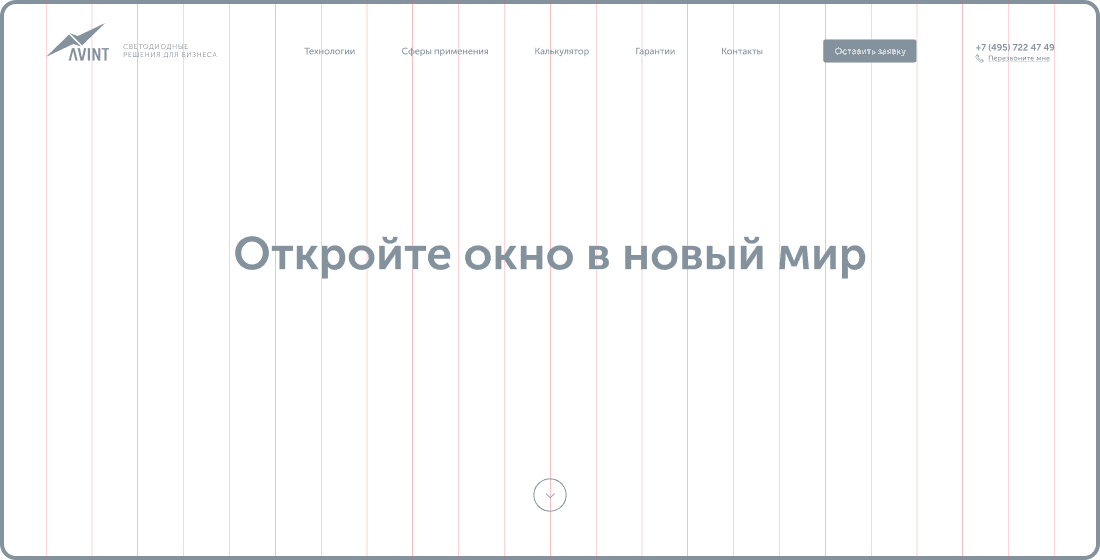 AVINT
СВЕТОДИОДНЫЕ
РЕШЕНИЯ ДЛЯ БИЗНЕСА
Технологии
Сферы применения
Калькулятор
Гарантии
Контакты
Оставить заявку
+7 (495) 722 47 49
Перезвоните мне
Откройте окно в новый мир